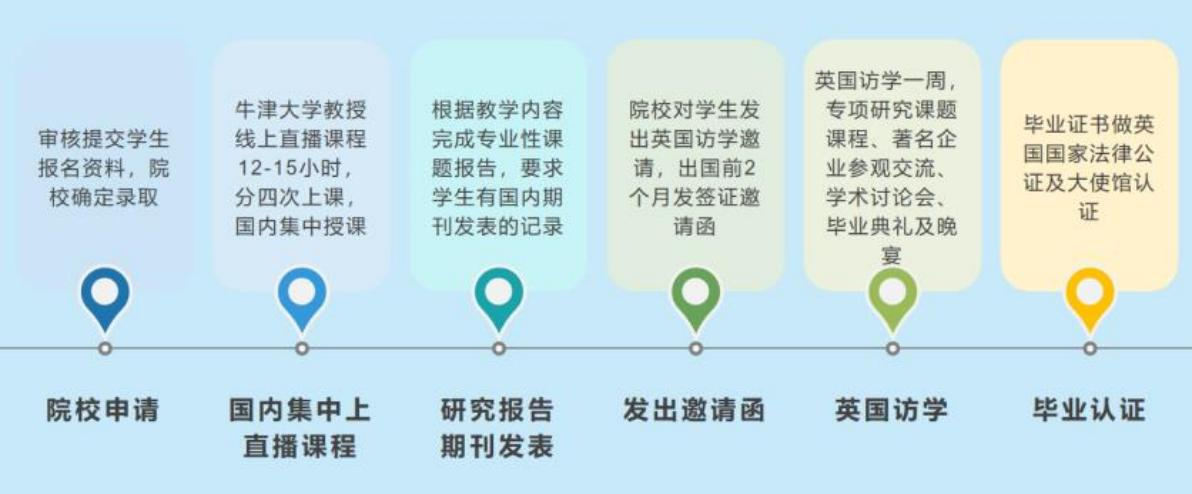 审核提交学生
报名资料，院
校确定录取
牛津大学教授
线上直播课程
12-15小时，
分四次上课，
国内集中授课
根据教学内容
完成专业性课
题报告，要求
学生有国内期
刊发表的记录
院校对学生发
出英国访学邀
请，出国前2
个月发签证邀
请函
英国访学一周，
专项研究课题
课程、著名企
业参观交流、
学术讨论会、
毕业典礼及晚
宴
毕业证书做英
国国家法律公
证及大使馆认
证
院校申请
国内集中上
直播课程
研究报告
期刊发表
发出邀请函
英国访学
毕业认证